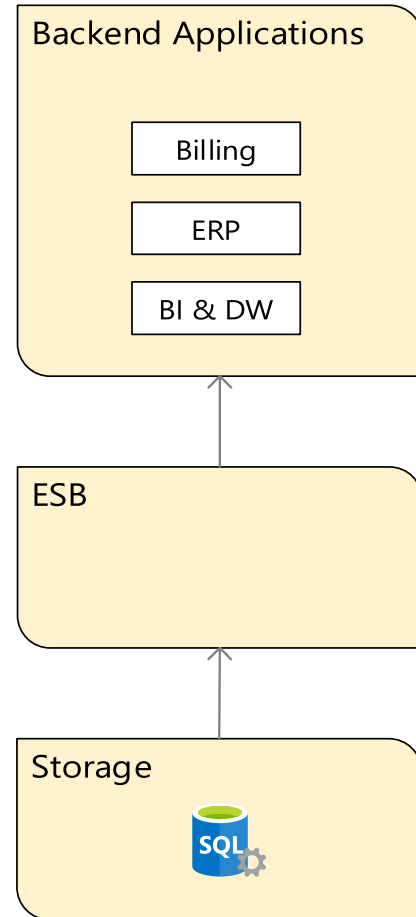 Backend Applications
Billing
ERP
BI & DW
ESB
Storage
SQL